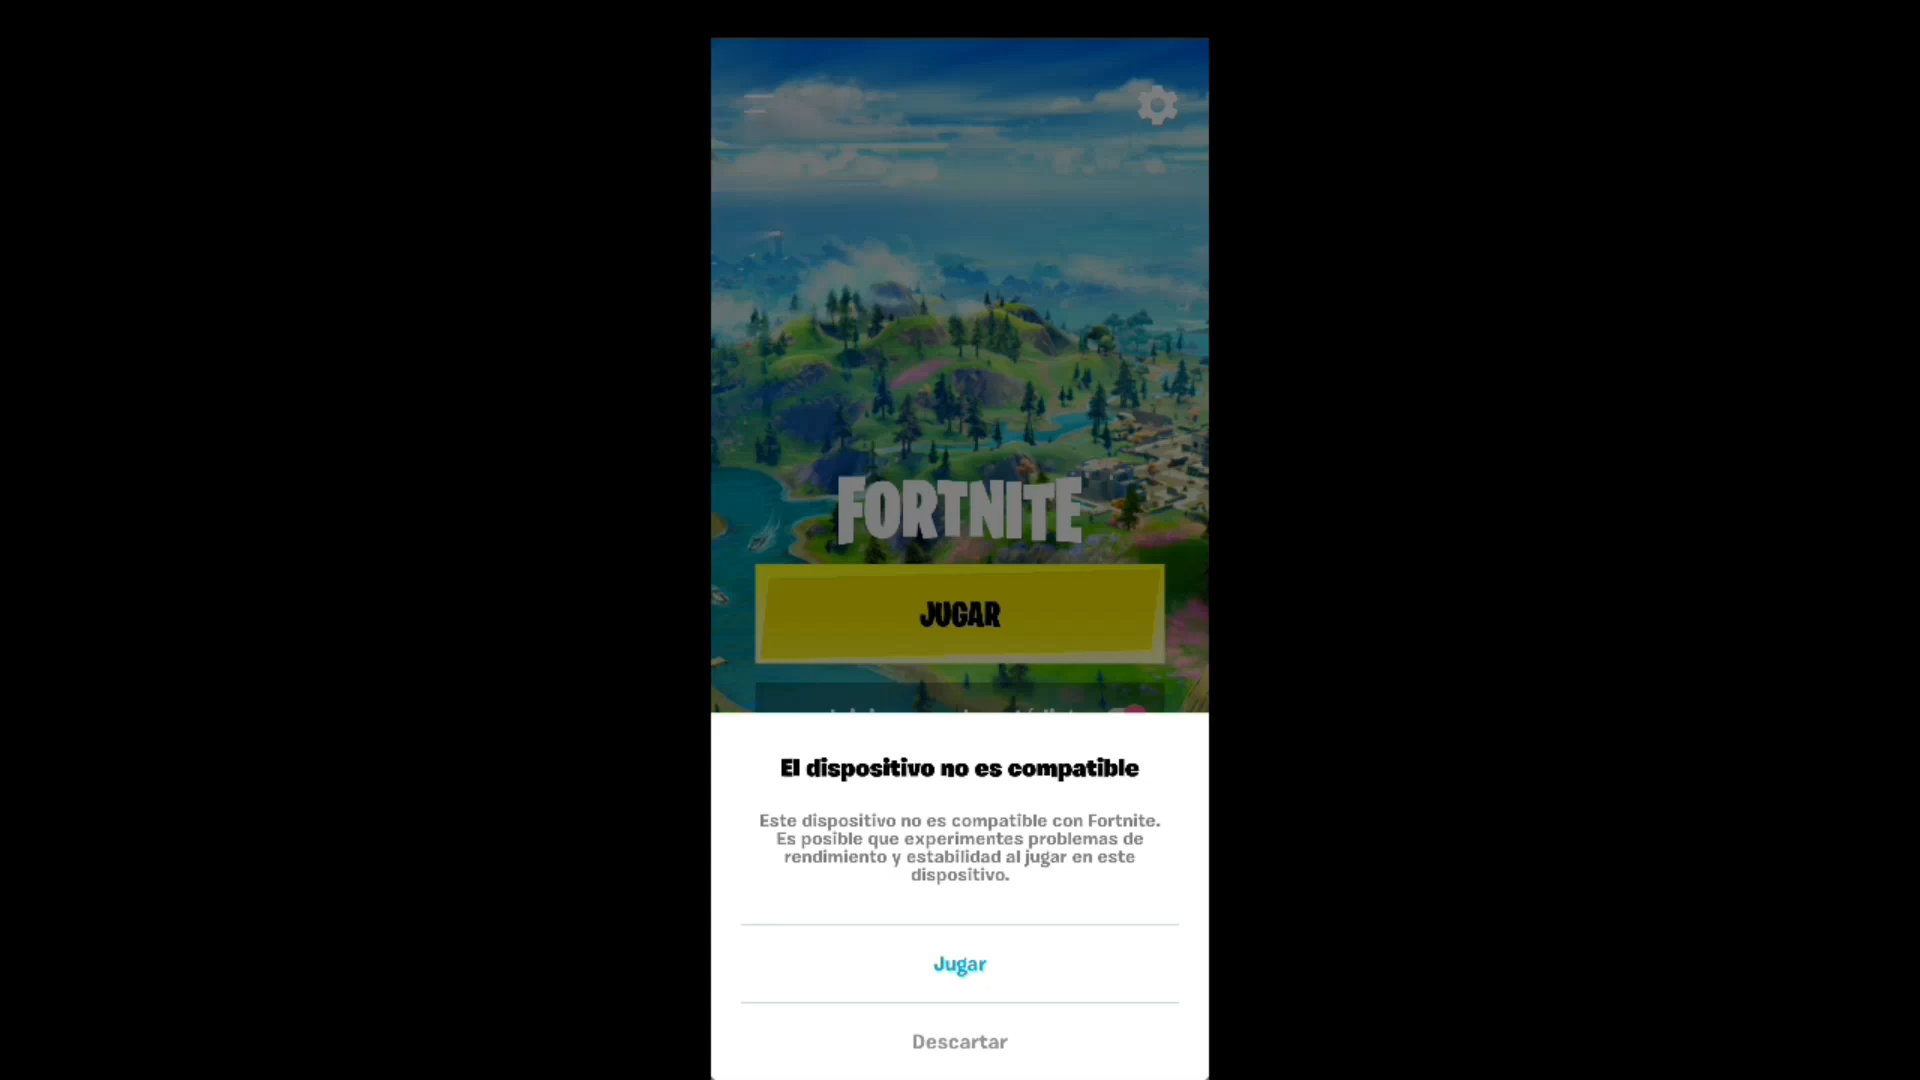 FORTNITE
JUGAR
El dispositivo no es compatible
Este dispositivo no es compatible con Fortnite.
Es posible que experimentes problemas de
rendimiento y estabilidad al jugar en este
dispositivo.
Jugar
Descartar